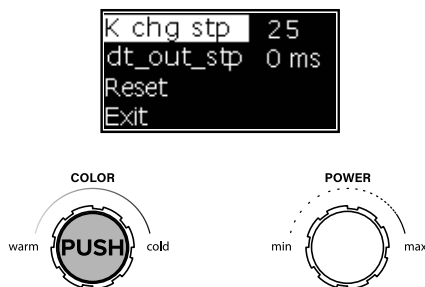 K chg stp 25
dt_out_stp 0 ms
Reset
Exit
COLOR POWER
warm PUSH cold min max